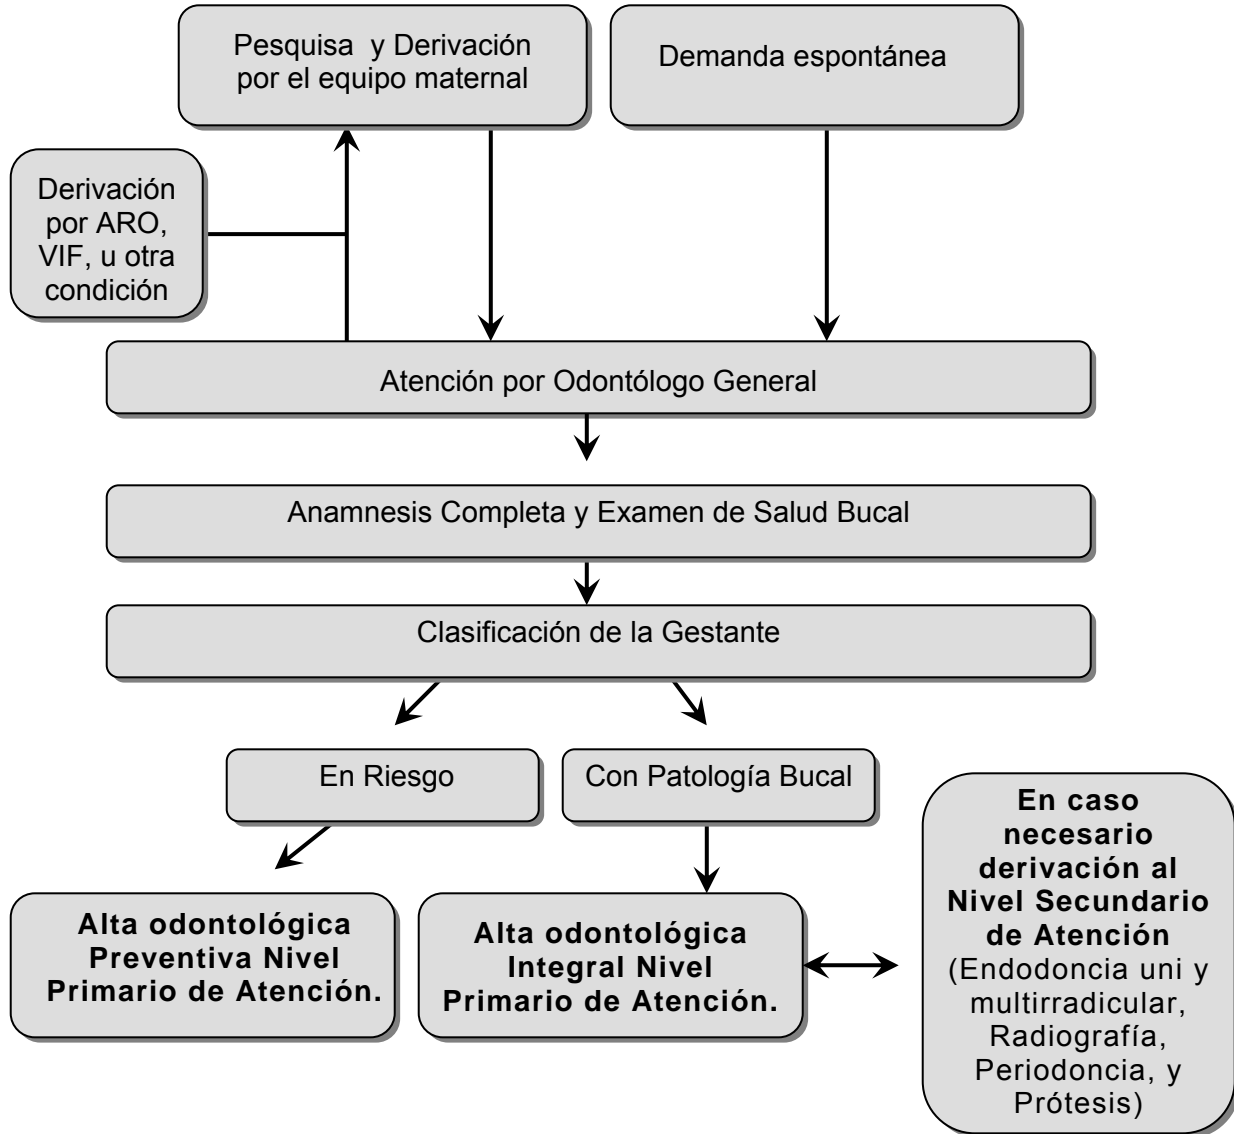 Pesquisa y Derivación
por el equipo maternal
Demanda espontánea
Derivación
por ARO,
VIF, u otra
condición
Atención por Odontólogo General
Anamnesis Completa y Examen de Salud Bucal
Clasificación de la Gestante
En Riesgo
Con Patología Bucal
Alta odontológica
Preventiva Nivel
Primario de Atención.
Alta odontológica
Integral Nivel
Primario de Atención.
En caso
necesario
derivación al
Nivel Secundario
de Atención
(Endodoncia uni y
multirradicular,
Radiografía,
Periodoncia, y
Prótesis)